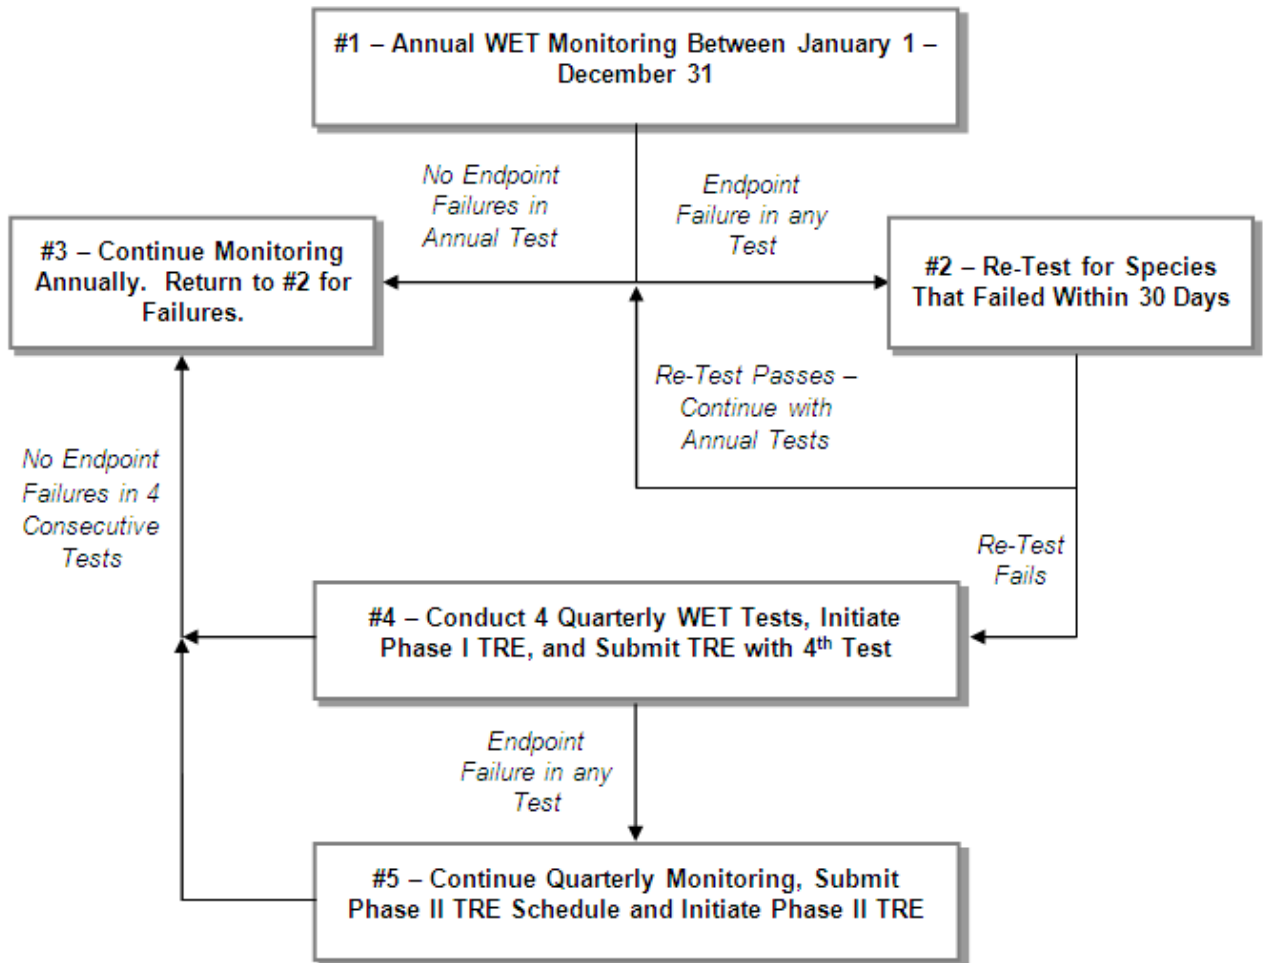 #1 – Annual WET Monitoring Between January 1 –
December 31
No Endpoint
Failures in
Annual Test
Endpoint
Failure in any
Test
#3 – Continue Monitoring
Annually. Return to #2 for
Failures.
#2 – Re-Test for Species
That Failed Within 30 Days
Re-Test Passes –
Continue with
Annual Tests
No Endpoint
Failures in 4
Consecutive
Tests
Re-Test
Fails
#4 – Conduct 4 Quarterly WET Tests, Initiate
Phase I TRE, and Submit TRE with 4th Test
Endpoint
Failure in any
Test
#5 – Continue Quarterly Monitoring, Submit
Phase II TRE Schedule and Initiate Phase II TRE